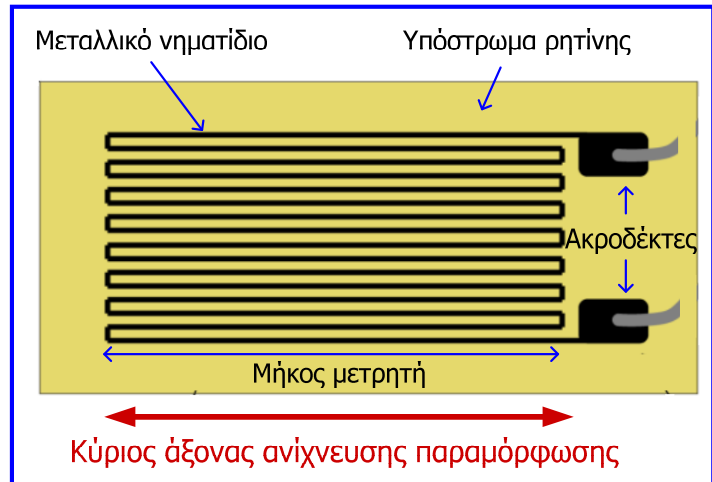 Μεταλλικό νηματίδιο
Υπόστρωμα ρητίνης
Ακροδέκτες
Μήκος μετρητή
Κύριος άξονας ανίχνευσης παραμόρφωσης